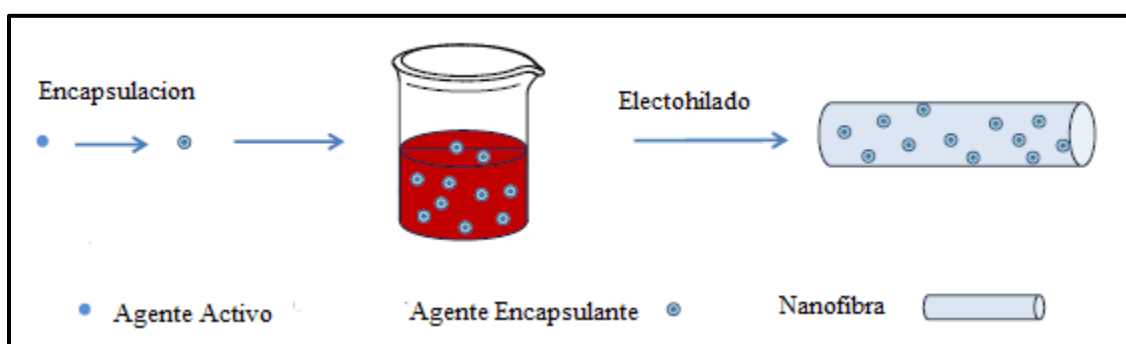 Encapsulacion
Electohilado
Agente Activo
Agente Encapsulante
Nanofibra